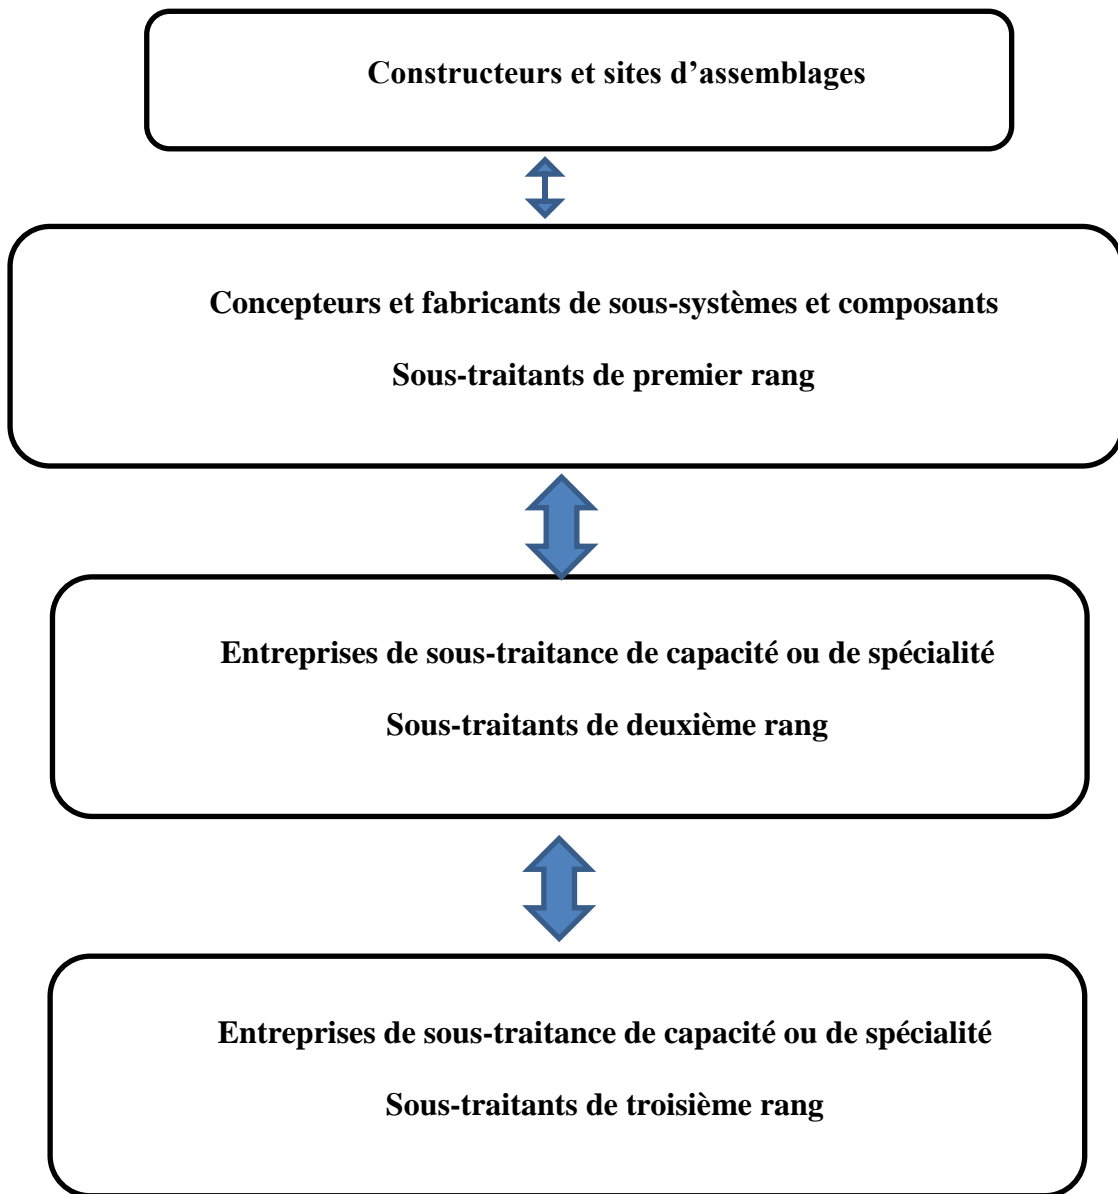 Constructeurs et sites d’assemblages
Concepteurs et fabricants de sous-systèmes et composants
Sous-traitants de premier rang
Entreprises de sous-traitance de capacité ou de spécialité
Sous-traitants de deuxième rang
Entreprises de sous-traitance de capacité ou de spécialité
Sous-traitants de troisième rang